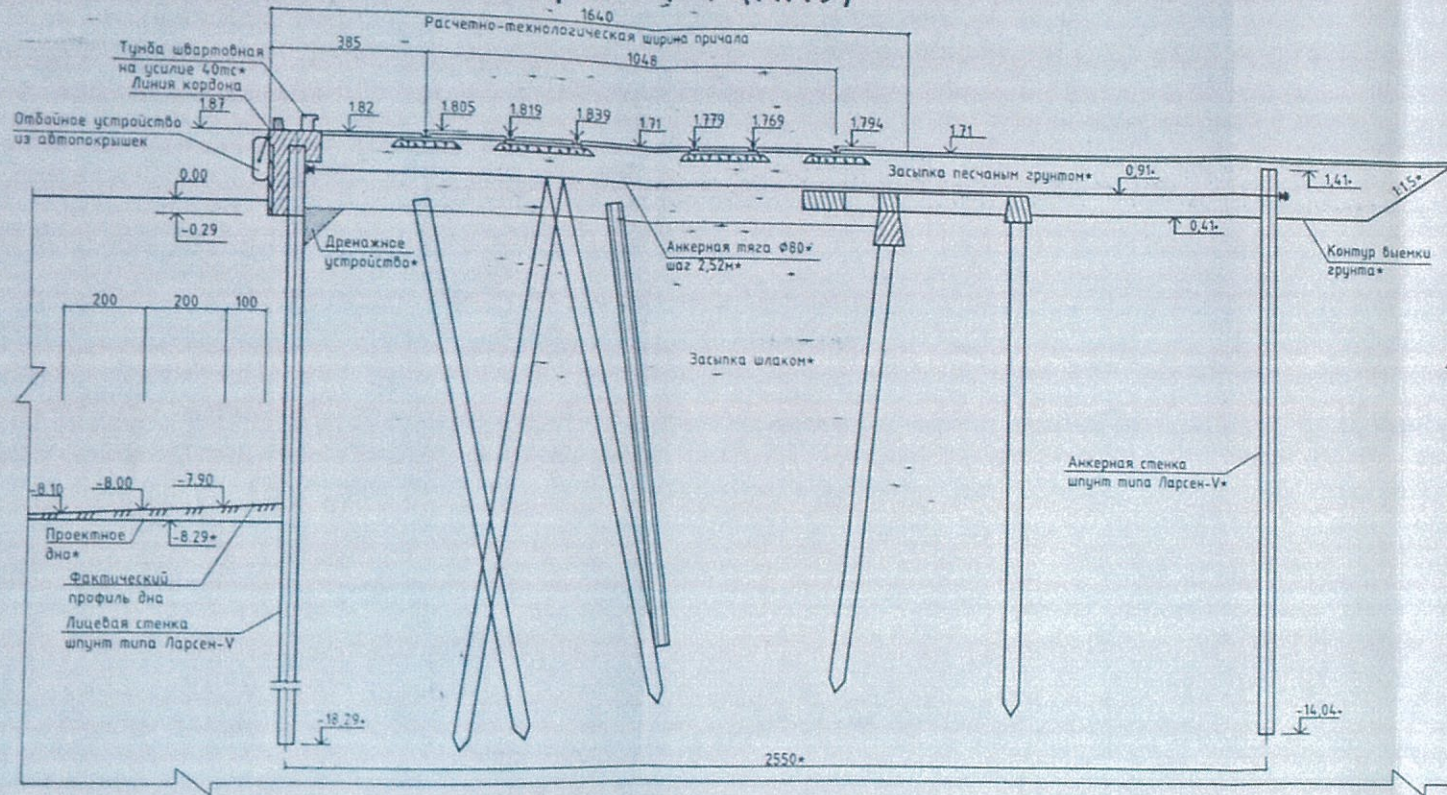 1640
Расчетно-технологическая ширина причала
385
1048
Тумба швартовная
на усилие 40тс*
Линия кордона
1.87
1.82
1.805
1.819
1.839
1.71
1.779
1.769
1.794
1.71
Отбойное устройство
из автопокрышек
Засыпка песчаным грунтом*
0,91*
1,41*
1:1.5*
0.00
-0.29
0,41*
Дренажное
устройство*
Анкерная тяга Ф80*
шаг 2,52м*
Контур выемки
грунта*
200
200
100
Засыпка шлаком*
Анкерная стенка
шпунт типа Ларсен-V*
-8.10
-8.00
-7.90
Проектное
дно*
-8.29*
Фактический
профиль дна
Лицевая стенка
шпунт типа Ларсен-V
-18.29*
-14,04*
2550*